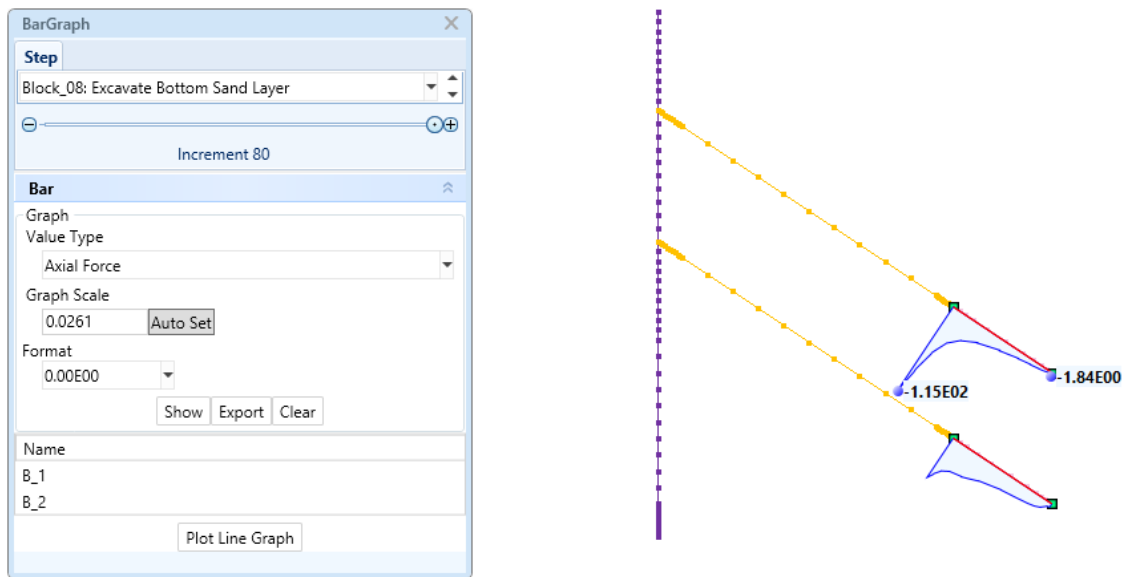 BarGraph
Step
Block_08: Excavate Bottom Sand Layer
Increment 80
Bar
Graph
Value Type
Axial Force
Graph Scale
0.0261 Auto Set
Format
0.00E00
Show Export Clear
Name
B_1
B_2
Plot Line Graph
-1.84E00
-1.15E02